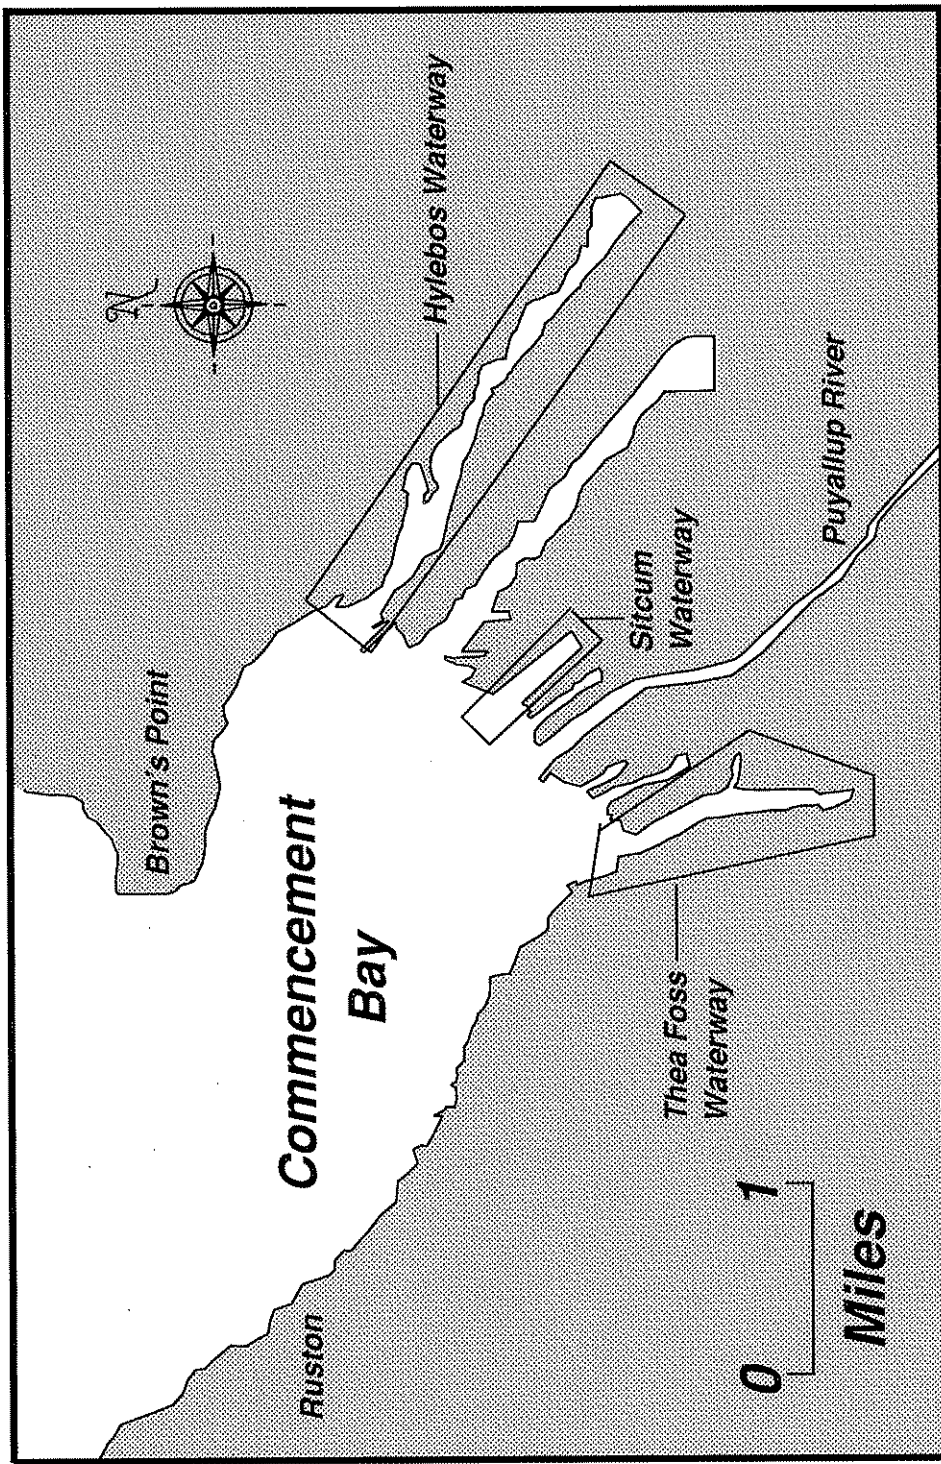 N
Brown's Point
Hylebos Waterway
Commencement
Bay
Ruston
Sitcum
Waterway
Puyallup River
Thea Foss
Waterway
0 1
Miles